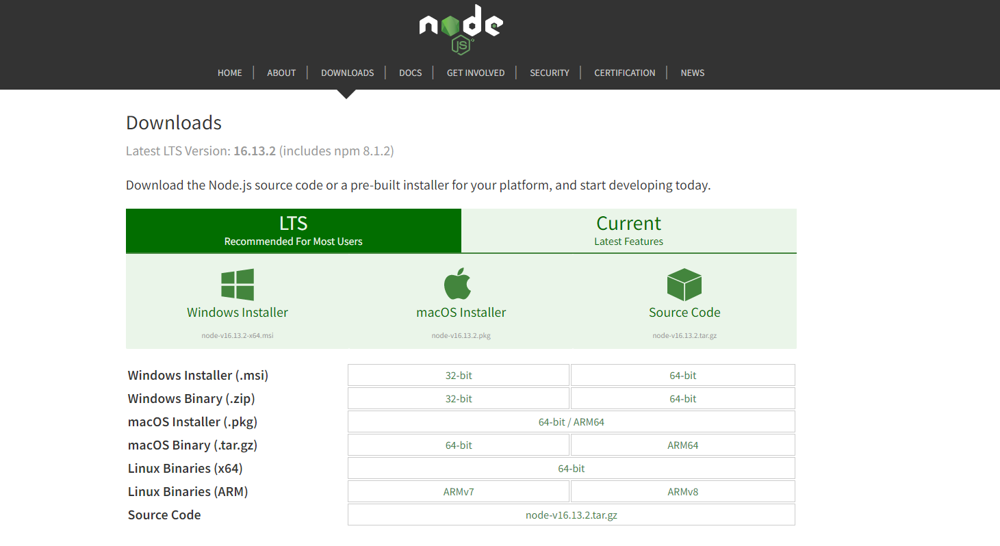 node
JS
HOME ABOUT DOWNLOADS DOCS GET INVOLVED SECURITY CERTIFICATION NEWS
Downloads
Latest LTS Version: 16.13.2 (includes npm 8.1.2)
Download the Node.js source code or a pre-built installer for your platform, and start developing today.
LTS
Recommended For Most Users
Current
Latest Features
Windows Installer
node-v16.13.2-x64.msi
macOS Installer
node-v16.13.2.pkg
Source Code
node-v16.13.2.tar.gz
Windows Installer (.msi) 32-bit 64-bit
Windows Binary (.zip) 32-bit 64-bit
macOS Installer (.pkg) 64-bit / ARM64
macOS Binary (.tar.gz) 64-bit ARM64
Linux Binaries (x64) 64-bit
Linux Binaries (ARM) ARMv7 ARMv8
Source Code node-v16.13.2.tar.gz